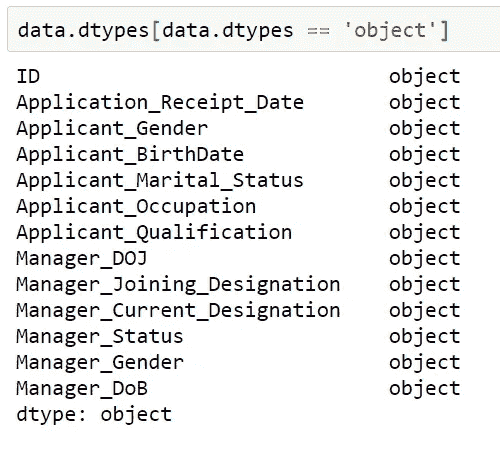 data.dtypes[data.dtypes == 'object']
ID object
Application_Receipt_Date object
Applicant_Gender object
Applicant_BirthDate object
Applicant_Marital_Status object
Applicant_Occupation object
Applicant_Qualification object
Manager_DOJ object
Manager_Joining_Designation object
Manager_Current_Designation object
Manager_Status object
Manager_Gender object
Manager_DoB object
dtype: object